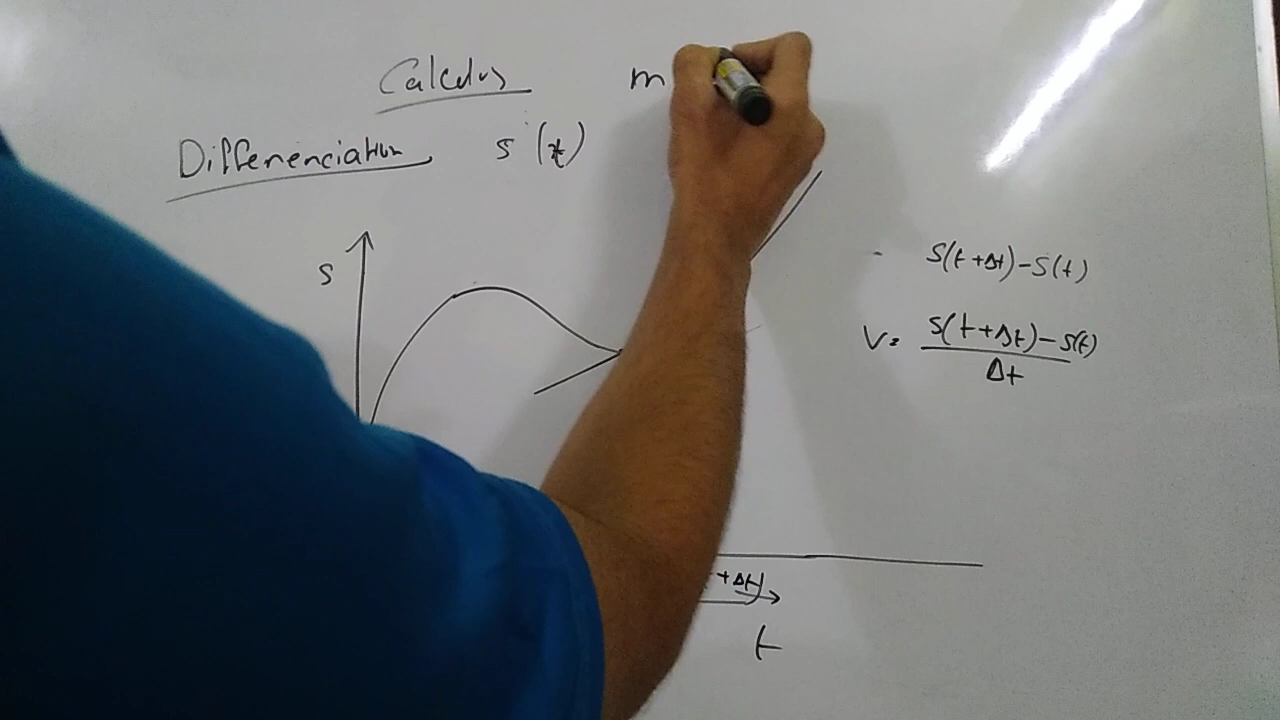 Calculus m
Differenciation s (t)
s
S(t+Δt)-S(t)
V= S(t+Δt)-S(t)
Δt
+Δt)
t